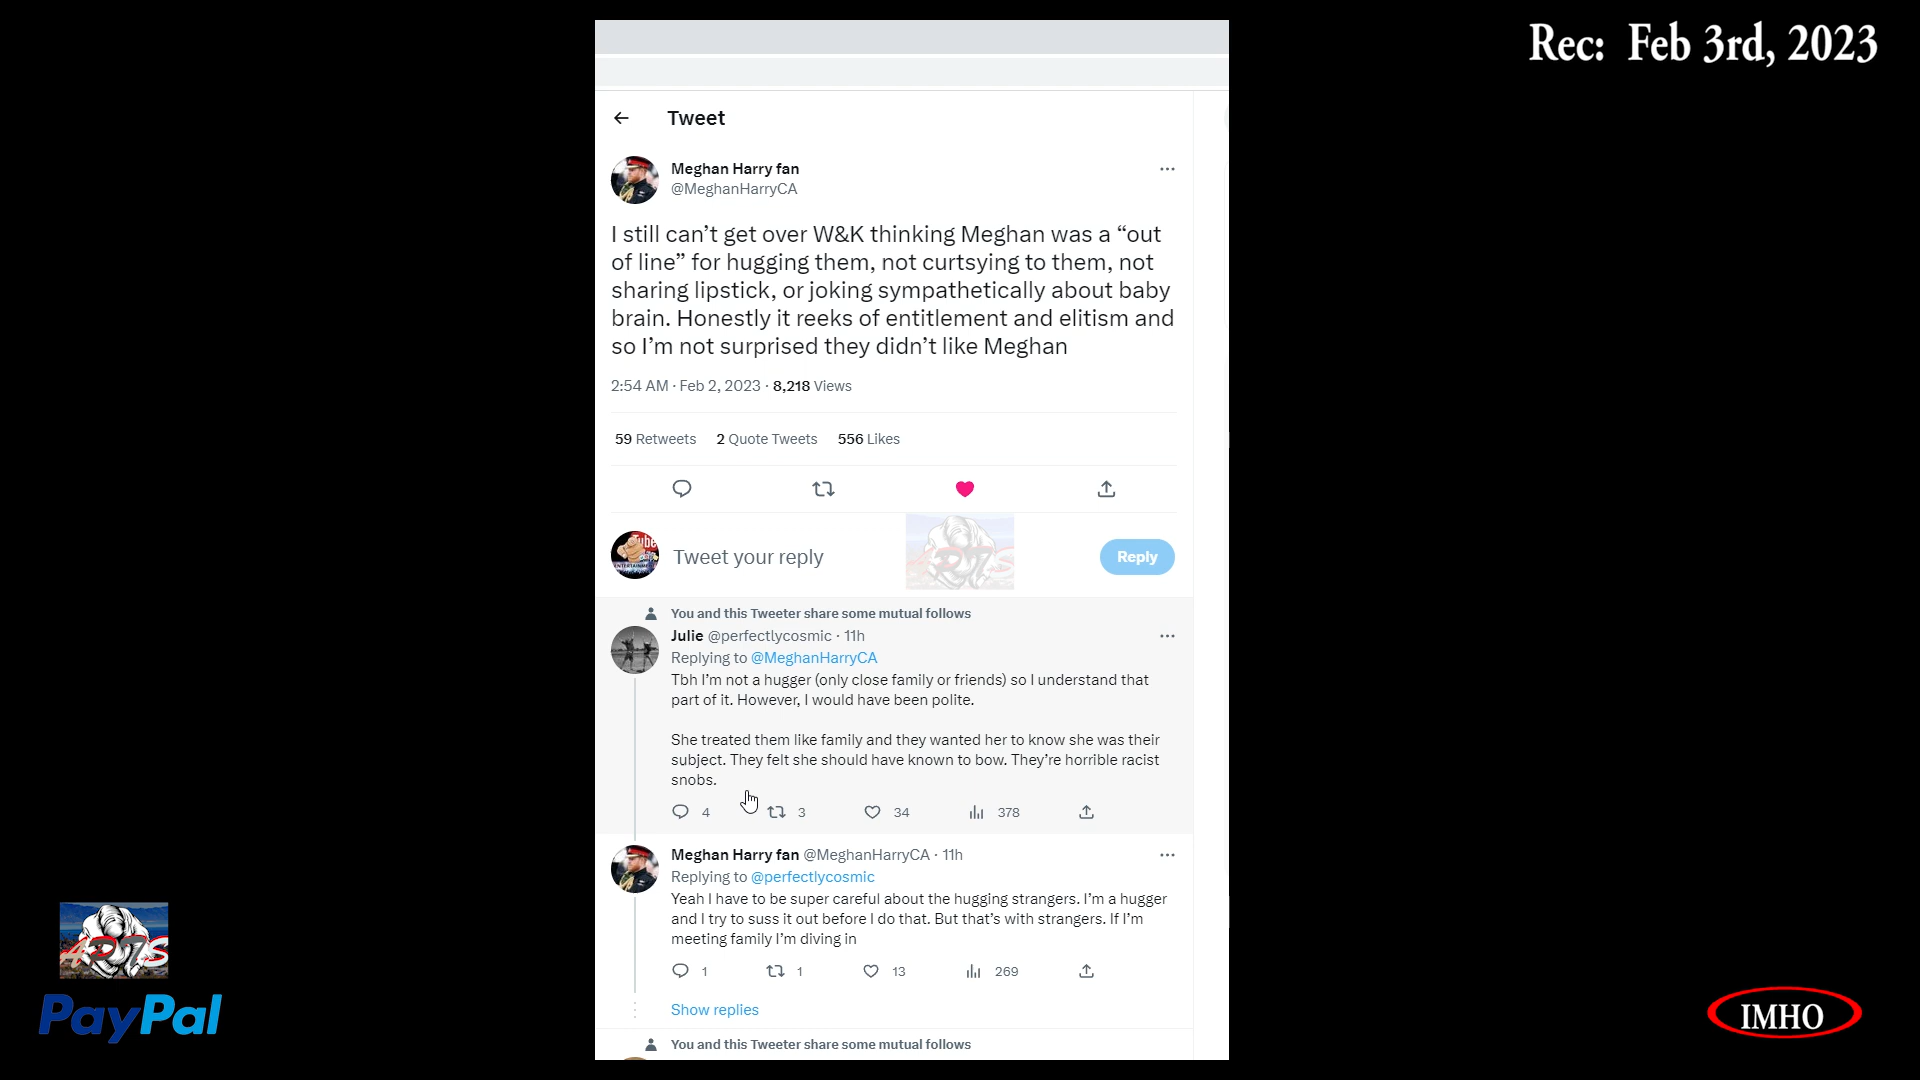 Rec: Feb 3rd, 2023
Tweet
Meghan Harry fan
@MeghanHarryCA
I still can’t get over W&K thinking Meghan was a “out
of line” for hugging them, not curtsying to them, not
sharing lipstick, or joking sympathetically about baby
brain. Honestly it reeks of entitlement and elitism and
so I’m not surprised they didn’t like Meghan
2:54 AM · Feb 2, 2023 · 8,218 Views
59 Retweets 2 Quote Tweets 556 Likes
Tweet your reply
Reply
You and this Tweeter share some mutual follows
Julie @perfectlycosmic · 11h
Replying to @MeghanHarryCA
Tbh I’m not a hugger (only close family or friends) so I understand that
part of it. However, I would have been polite.
She treated them like family and they wanted her to know she was their
subject. They felt she should have known to bow. They’re horrible racist
snobs.
4 3 34 378
Meghan Harry fan @MeghanHarryCA · 11h
Replying to @perfectlycosmic
Yeah I have to be super careful about the hugging strangers. I’m a hugger
and I try to suss it out before I do that. But that’s with strangers. If I’m
meeting family I’m diving in
1 1 13 269
Show replies
You and this Tweeter share some mutual follows
PayPal
IMHO